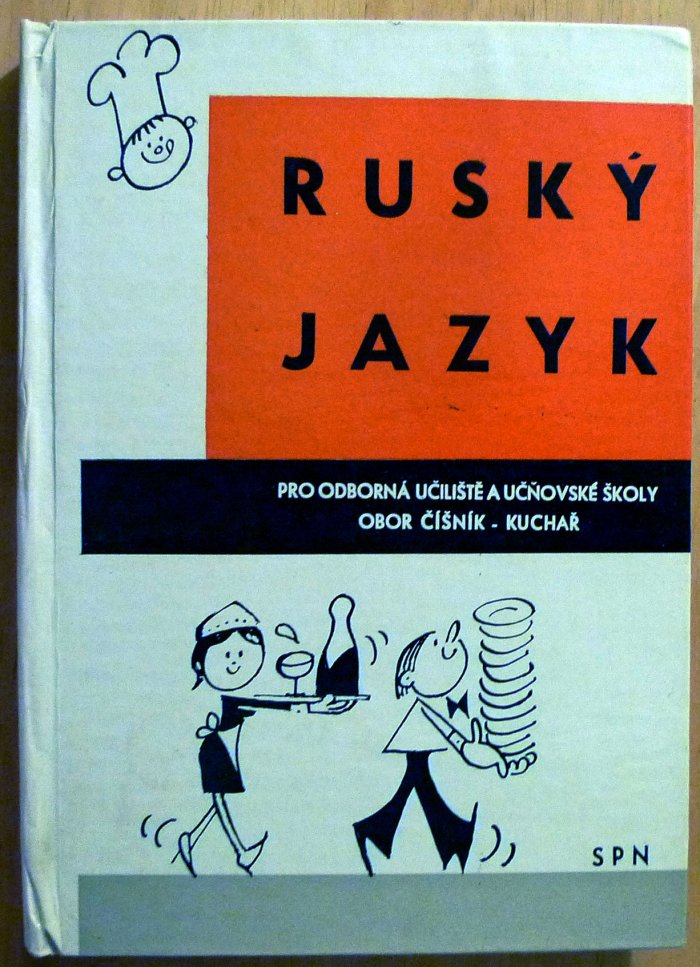 RUSKÝ
JAZYK
PRO ODBORNÁ UČILIŠTĚ A UČŇOVSKÉ ŠKOLY
OBOR ČÍŠNÍK - KUCHAŘ
SPN